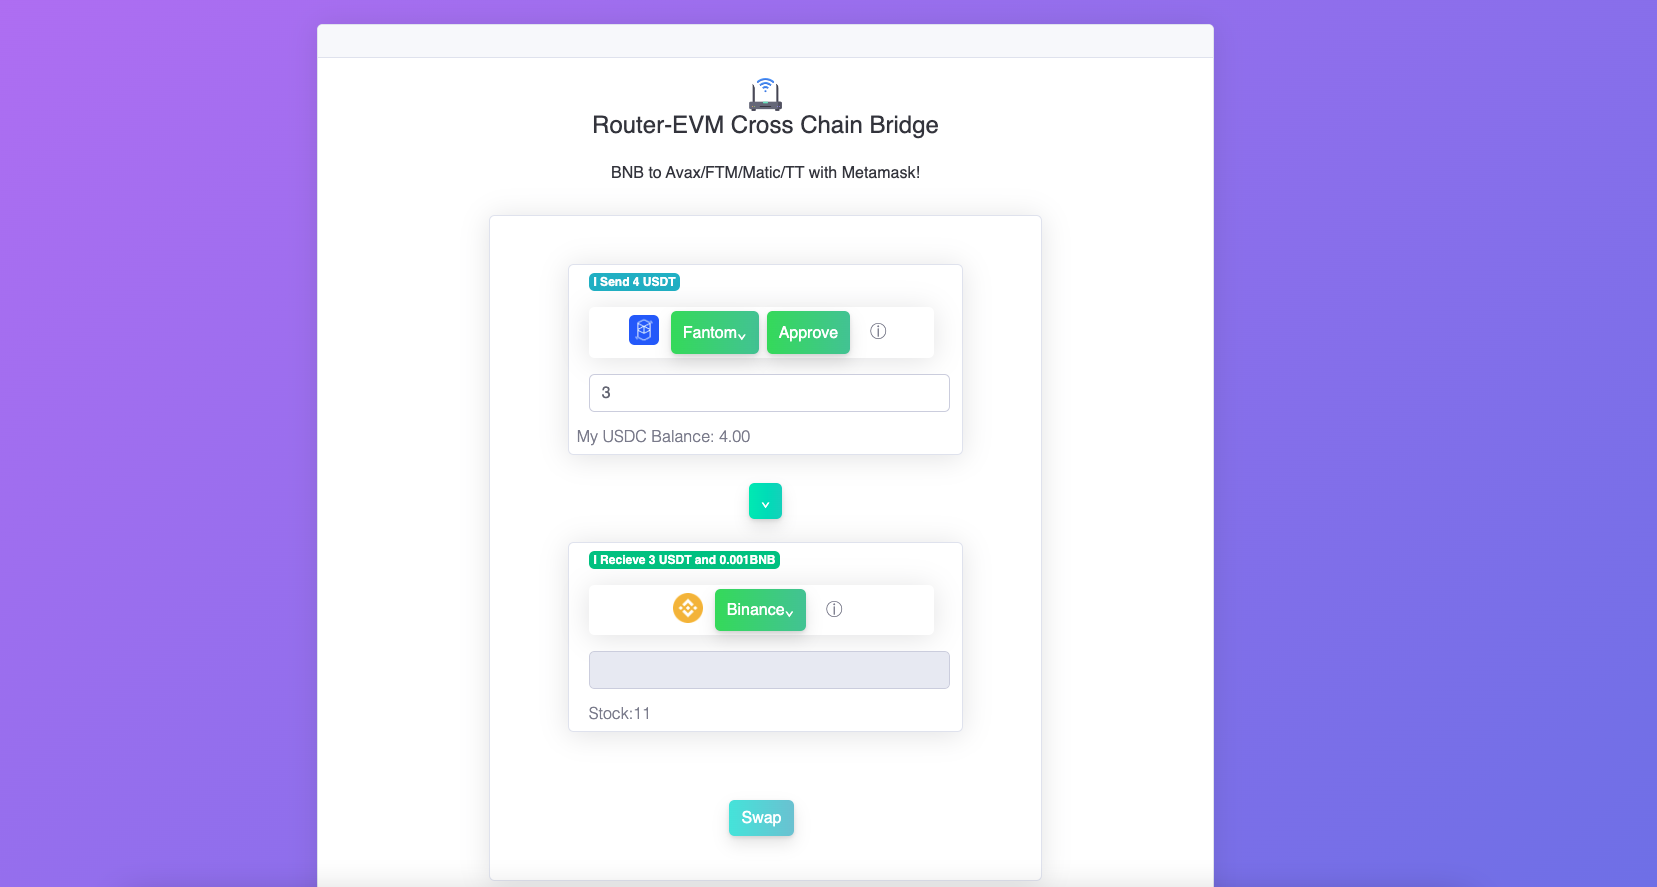 Router-EVM Cross Chain Bridge
BNB to Avax/FTM/Matic/TT with Metamask!
I Send 4 USDT
Fantom Approve
3
My USDC Balance: 4.00
I Recieve 3 USDT and 0.001BNB
Binance
Stock:11
Swap